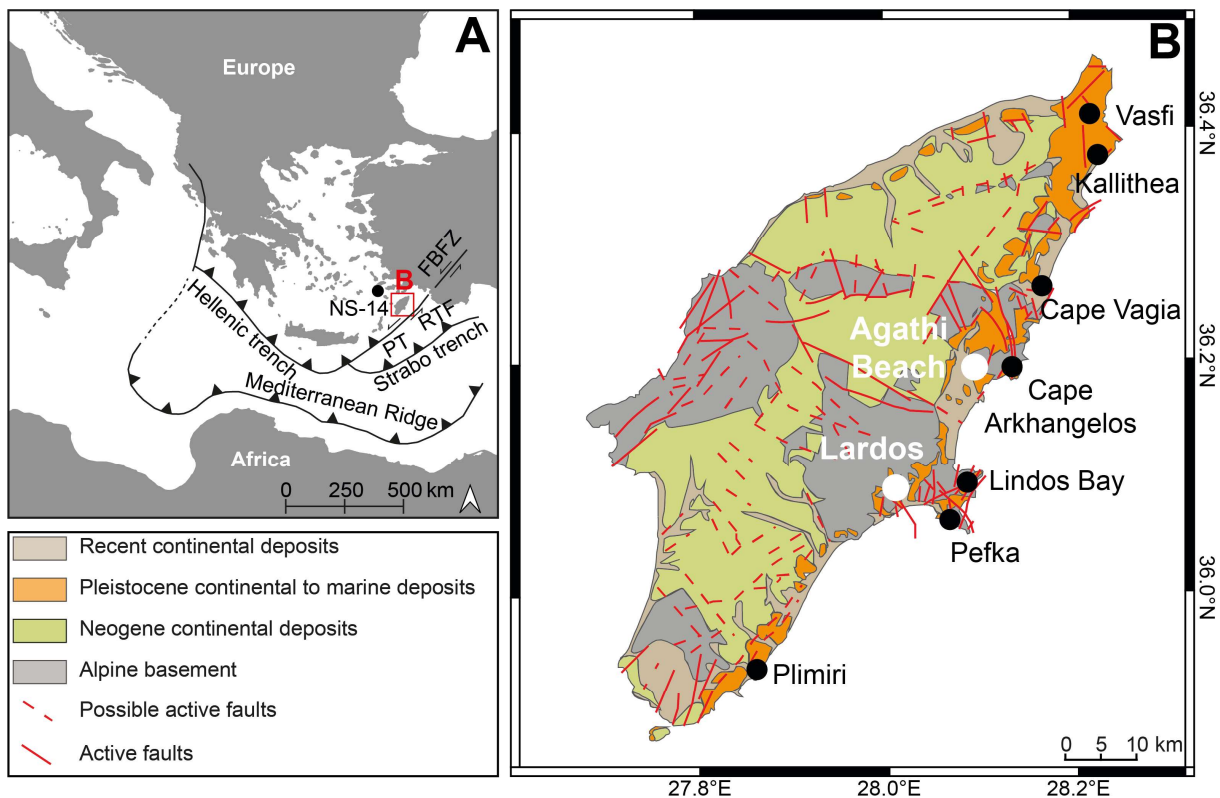 A
Europe
FBFZ
B
NS-14
RTF
PT
Hellenic trench
Strabo trench
Mediterranean Ridge
Africa
0 250 500 km
Recent continental deposits
Pleistocene continental to marine deposits
Neogene continental deposits
Alpine basement
Possible active faults
Active faults
B
Vasfi
Kallithea
Cape Vagia
Agathi
Beach
Cape
Arkhangelos
Lardos
Lindos Bay
Pefka
Plimiri
0 5 10 km
36.4°N
36.2°N
36.0°N
27.8°E 28.0°E 28.2°E